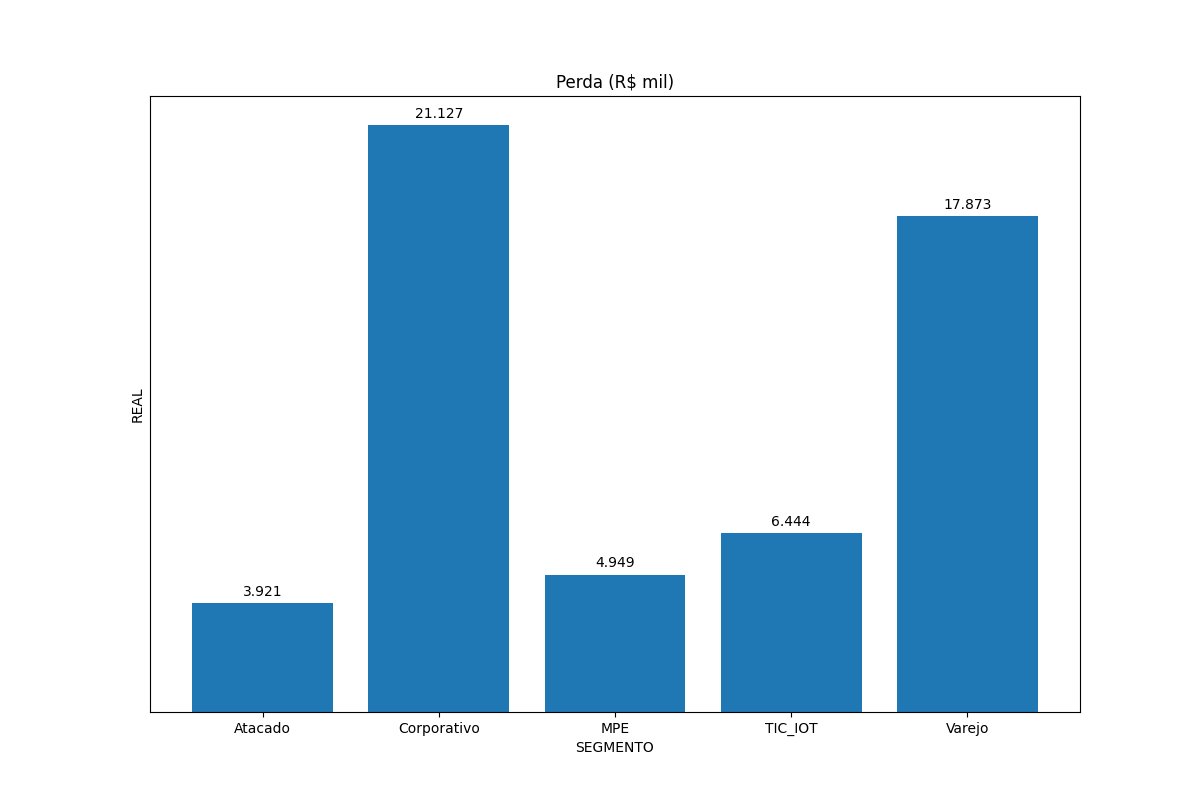 Perda (R$ mil)
21.127
17.873
6.444
4.949
3.921
REAL
Atacado Corporativo MPE TIC_IOT Varejo
SEGMENTO